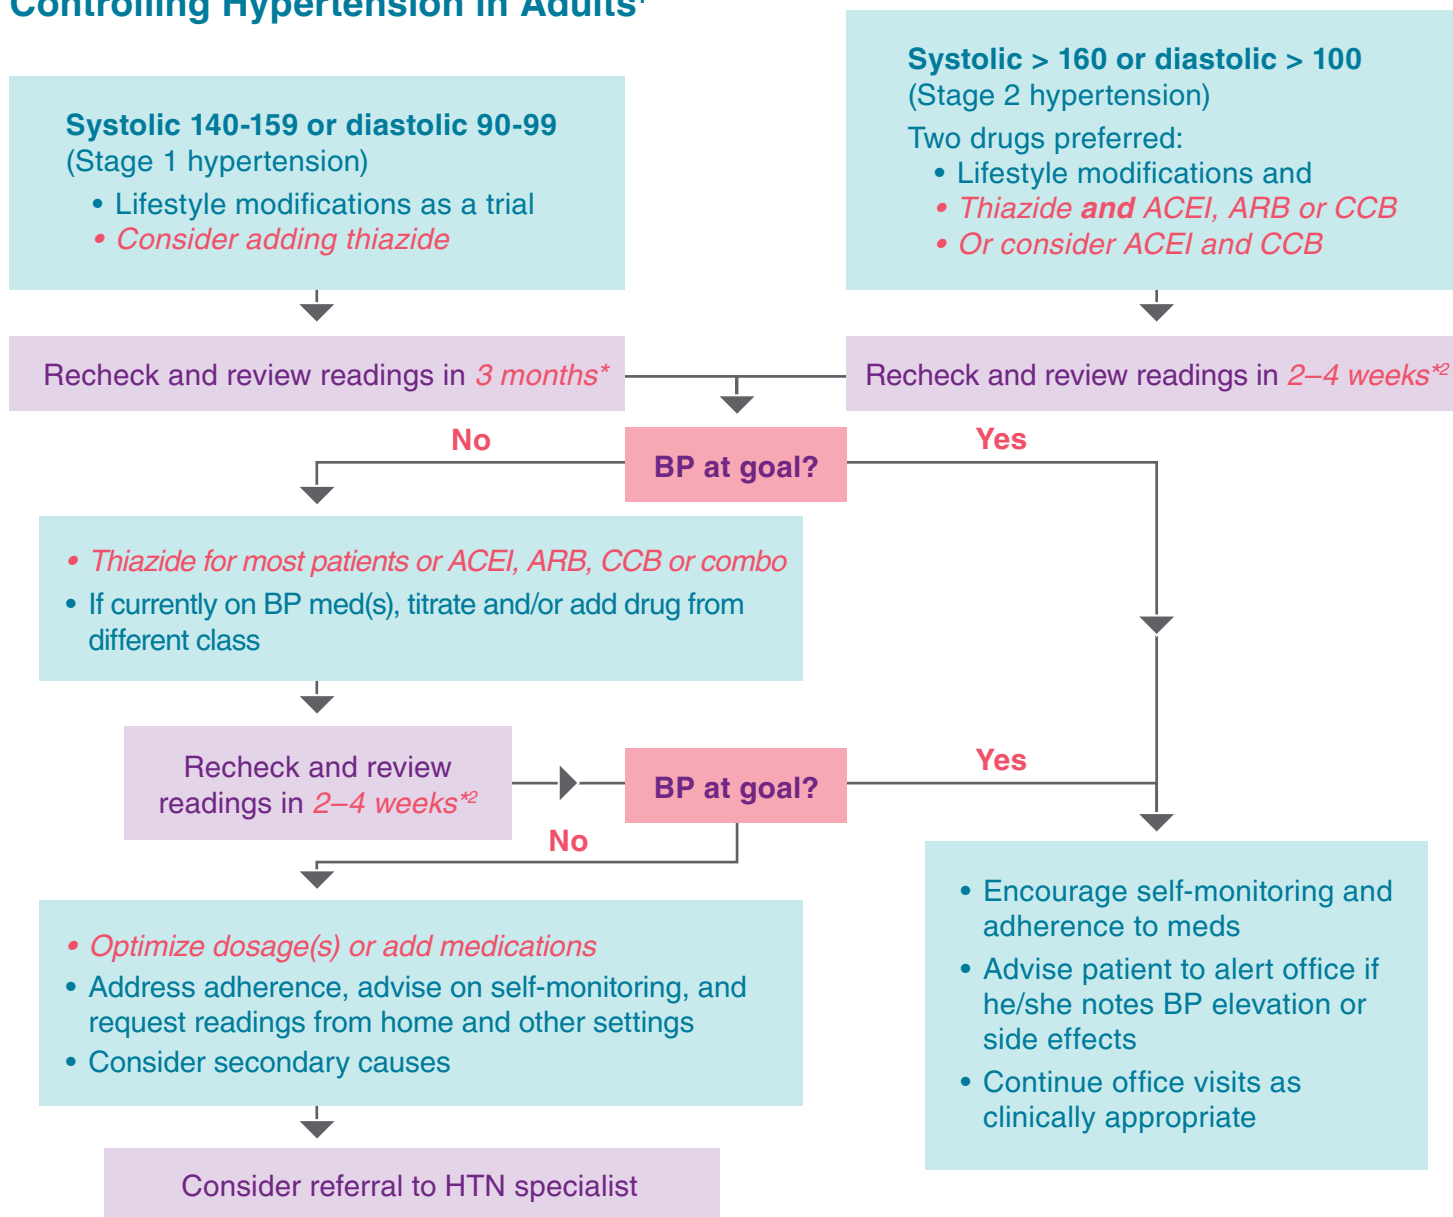 Controlling Hypertension in Adults¹
Systolic 140-159 or diastolic 90-99
(Stage 1 hypertension)
• Lifestyle modifications as a trial
• Consider adding thiazide
Systolic > 160 or diastolic > 100
(Stage 2 hypertension)
Two drugs preferred:
• Lifestyle modifications and
• Thiazide and ACEI, ARB or CCB
• Or consider ACEI and CCB
Recheck and review readings in 3 months*
Recheck and review readings in 2–4 weeks*²
BP at goal?
No
Yes
• Thiazide for most patients or ACEI, ARB, CCB or combo
• If currently on BP med(s), titrate and/or add drug from
different class
Recheck and review
readings in 2–4 weeks*²
BP at goal?
Yes
No
• Optimize dosage(s) or add medications
• Address adherence, advise on self-monitoring, and
request readings from home and other settings
• Consider secondary causes
• Encourage self-monitoring and
adherence to meds
• Advise patient to alert office if
he/she notes BP elevation or
side effects
• Continue office visits as
clinically appropriate
Consider referral to HTN specialist